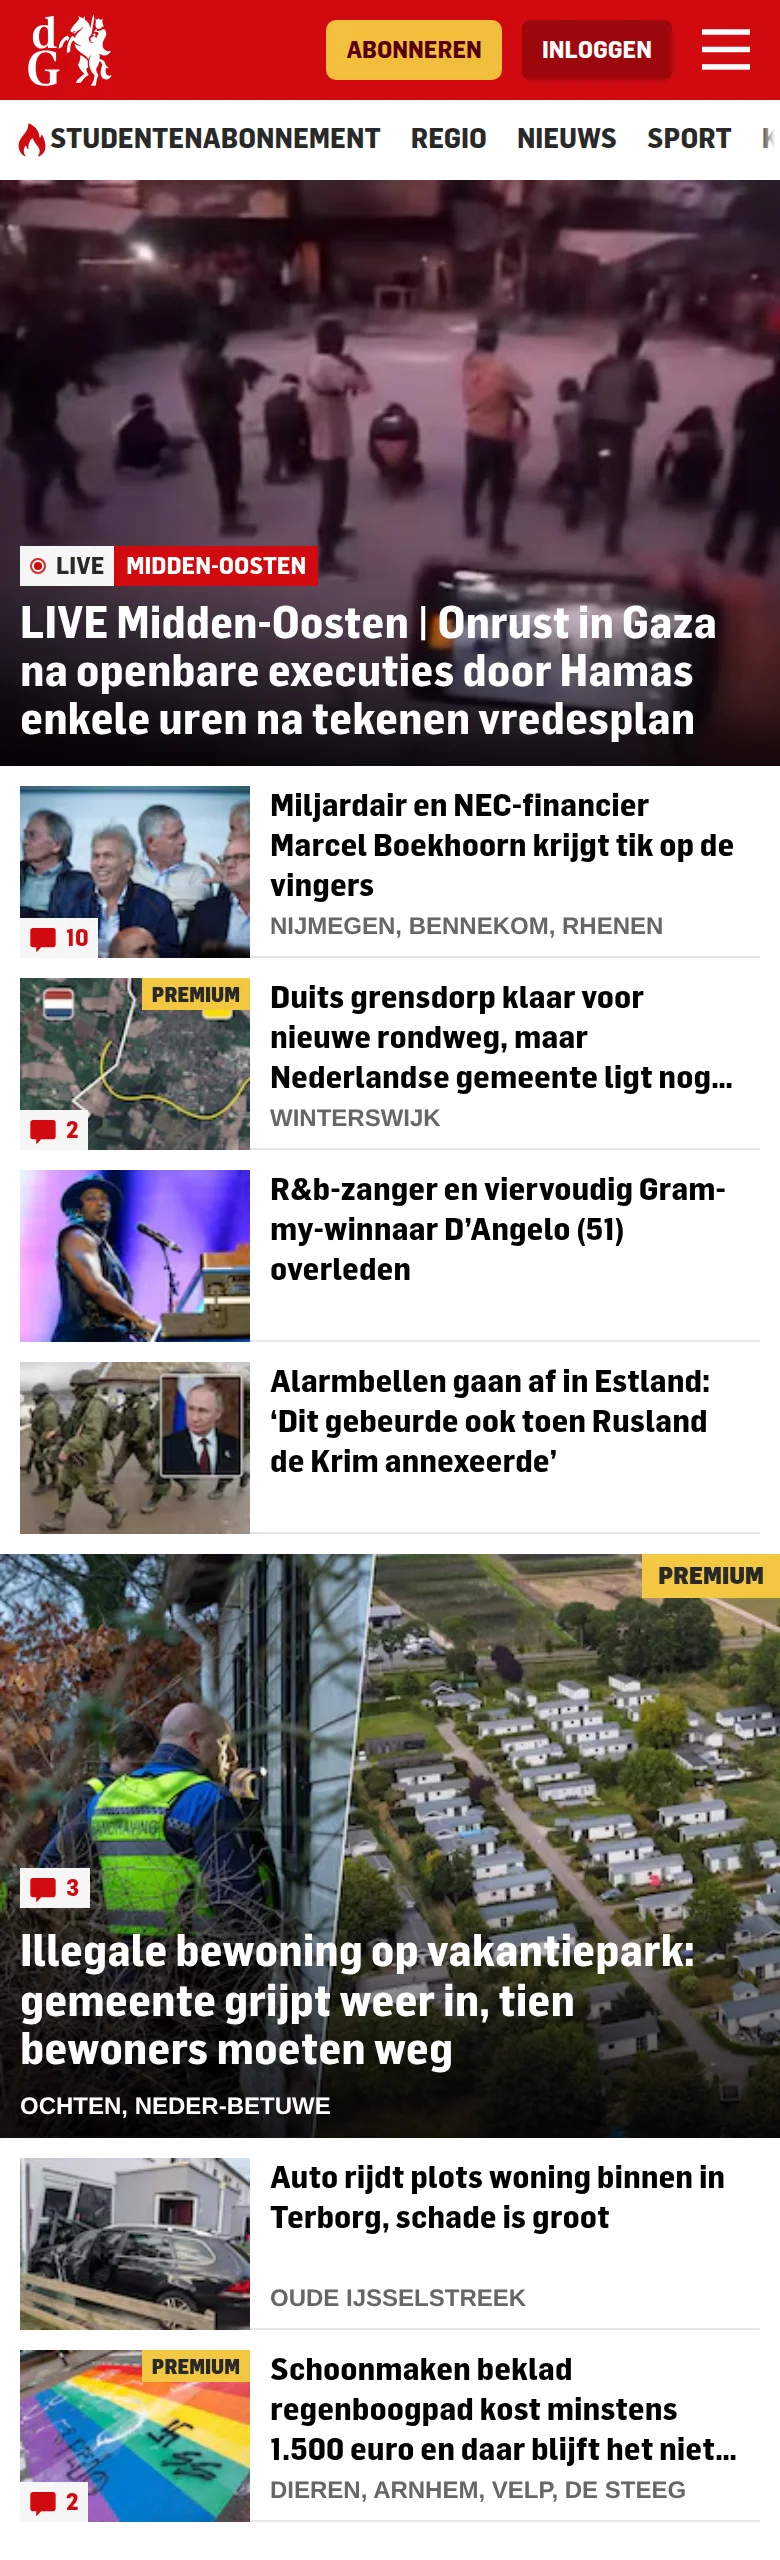 dG
ABONNEREN
INLOGGEN
STUDENTENABONNEMENT REGIO NIEUWS SPORT
LIVE MIDDEN-OOSTEN
LIVE Midden-Oosten | Onrust in Gaza
na openbare executies door Hamas
enkele uren na tekenen vredesplan
Miljardair en NEC-financier
Marcel Boekhoorn krijgt tik op de
vingers
NIJMEGEN, BENNEKOM, RHENEN
10
PREMIUM
Duits grensdorp klaar voor
nieuwe rondweg, maar
Nederlandse gemeente ligt nog...
WINTERSWIJK
2
R&b-zanger en viervoudig Gram-
my-winnaar D’Angelo (51)
overleden
Alarmbellen gaan af in Estland:
‘Dit gebeurde ook toen Rusland
de Krim annexeerde’
PREMIUM
HANDHAVING
3
Illegale bewoning op vakantiepark:
gemeente grijpt weer in, tien
bewoners moeten weg
OCHTEN, NEDER-BETUWE
Auto rijdt plots woning binnen in
Terborg, schade is groot
OUDE IJSSELSTREEK
PREMIUM
Schoonmaken beklad
regenboogpad kost minstens
1.500 euro en daar blijft het niet...
DIEREN, ARNHEM, VELP, DE STEEG
2